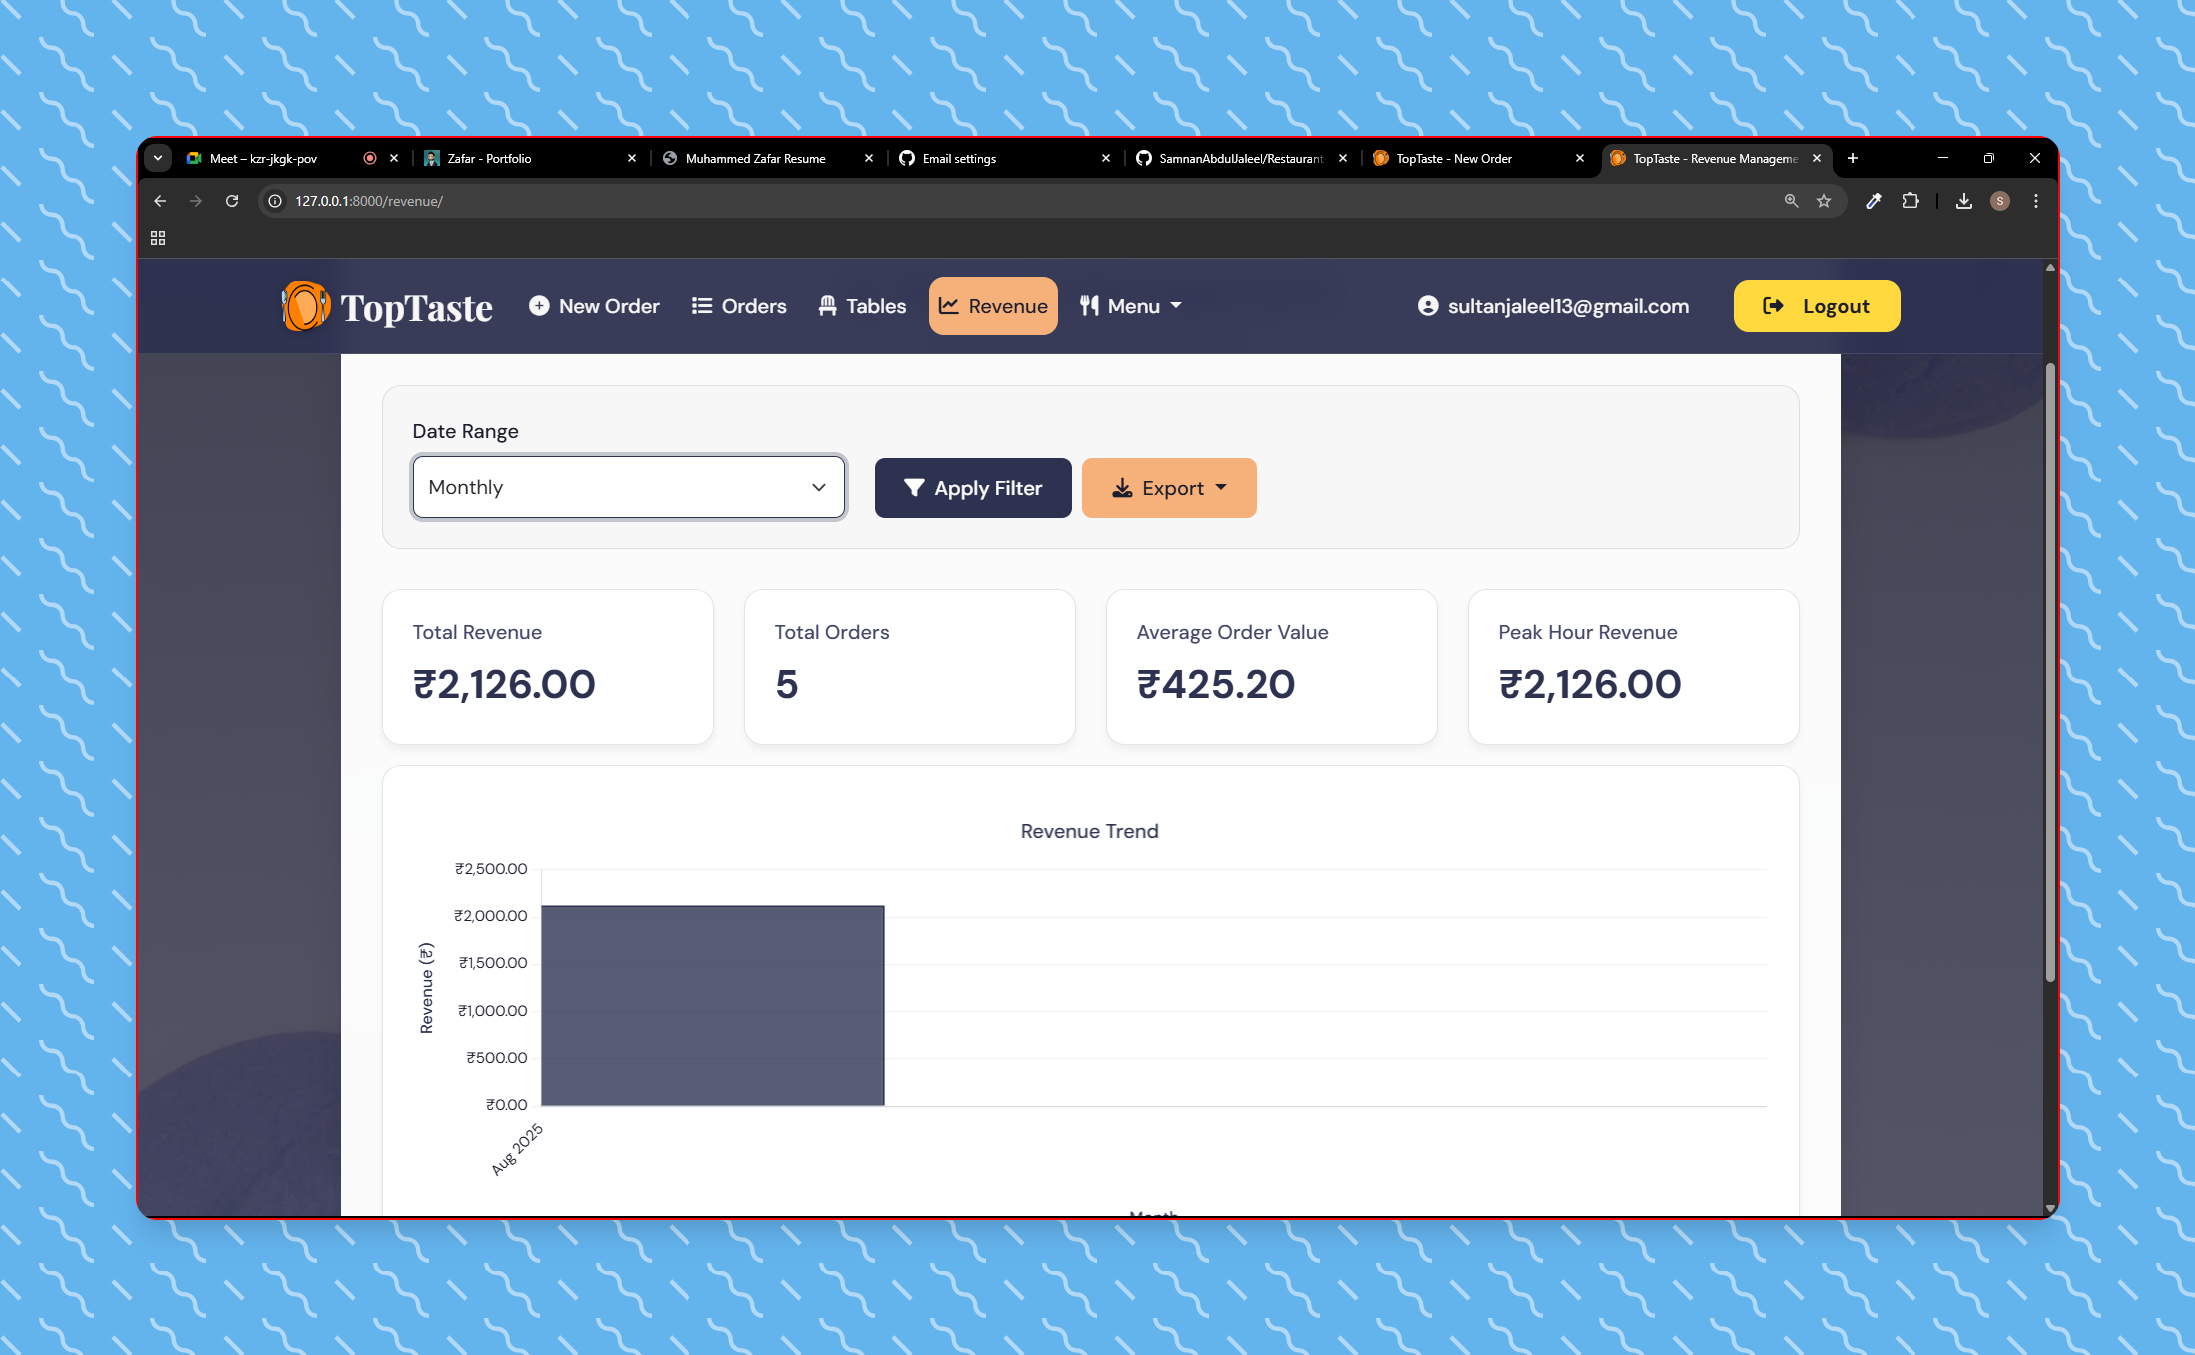 Meet – kzr-jkgk-pov
Zafar - Portfolio
Muhammed Zafar Resume
Email settings
SamnanAbdulJaleel/Restaurant
TopTaste - New Order
TopTaste - Revenue Manageme
127.0.0.1:8000/revenue/
S
TopTaste
New Order
Orders
Tables
Revenue
Menu
sultanjaleel13@gmail.com
Logout
Date Range
Monthly
Apply Filter
Export
Total Revenue
₹2,126.00
Total Orders
5
Average Order Value
₹425.20
Peak Hour Revenue
₹2,126.00
Revenue Trend
₹2,500.00
₹2,000.00
₹1,500.00
₹1,000.00
₹500.00
₹0.00
Revenue (₹)
Aug 2025
Month